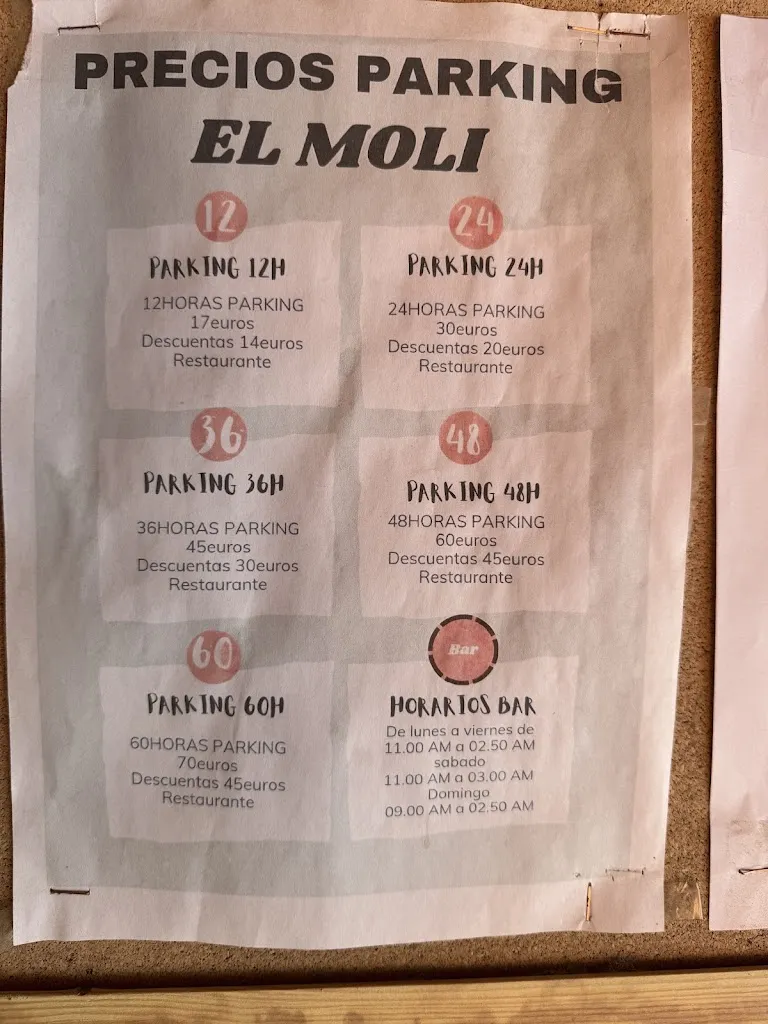 PRECIOS PARKING
EL MOLI
12
PARKING 12H
12HORAS PARKING
17euros
Descuentas 14euros
Restaurante
24
PARKING 24H
24HORAS PARKING
30euros
Descuentas 20euros
Restaurante
36
PARKING 36H
36HORAS PARKING
45euros
Descuentas 30euros
Restaurante
48
PARKING 48H
48HORAS PARKING
60euros
Descuentas 45euros
Restaurante
60
PARKING 60H
60HORAS PARKING
70euros
Descuentas 45euros
Restaurante
Bar
HORARIOS BAR
De lunes a viernes de
11.00 AM a 02.50 AM
sabado
11.00 AM a 03.00 AM
Domingo
09.00 AM a 02.50 AM